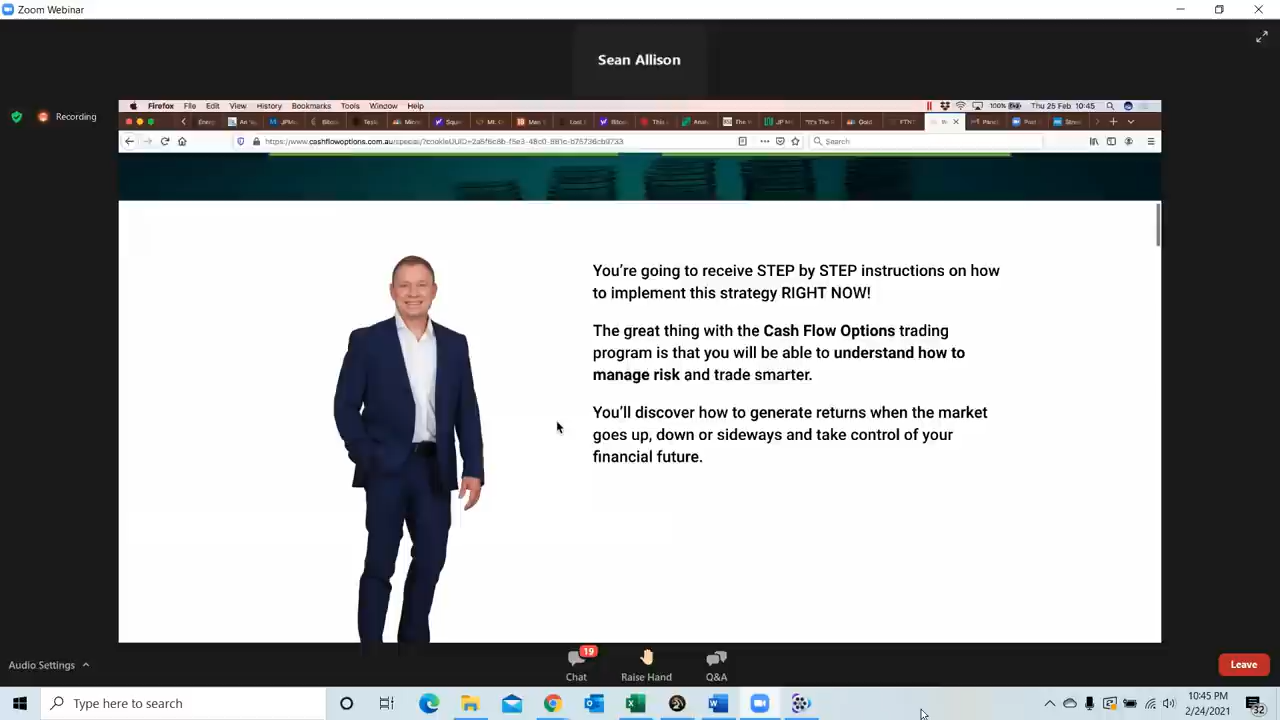 Zoom Webinar
Sean Allison
Recording
Firefox File Edit View History Bookmarks Tools Window Help
100% Thu 25 Feb 10:45
Search
You're going to receive STEP by STEP instructions on how
to implement this strategy RIGHT NOW!
The great thing with the Cash Flow Options trading
program is that you will be able to understand how to
manage risk and trade smarter.
You'll discover how to generate returns when the market
goes up, down or sideways and take control of your
financial future.
Audio Settings
19
Chat
Raise Hand
Q&A
Leave
Type here to search
10:45 PM
2/24/2021
32